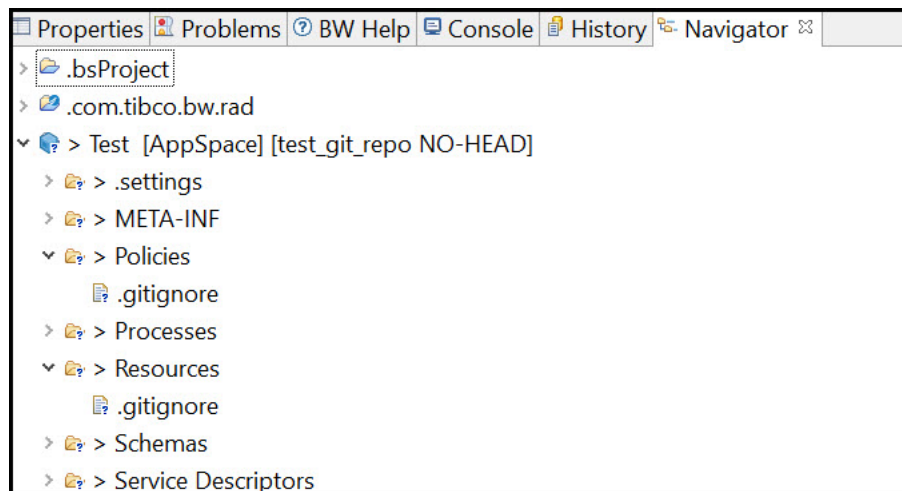 Properties Problems BW Help Console History Navigator
.bsProject
.com.tibco.bw.rad
> Test [AppSpace] [test_git_repo NO-HEAD]
> .settings
> META-INF
> Policies
.gitignore
> Processes
> Resources
.gitignore
> Schemas
> Service Descriptors